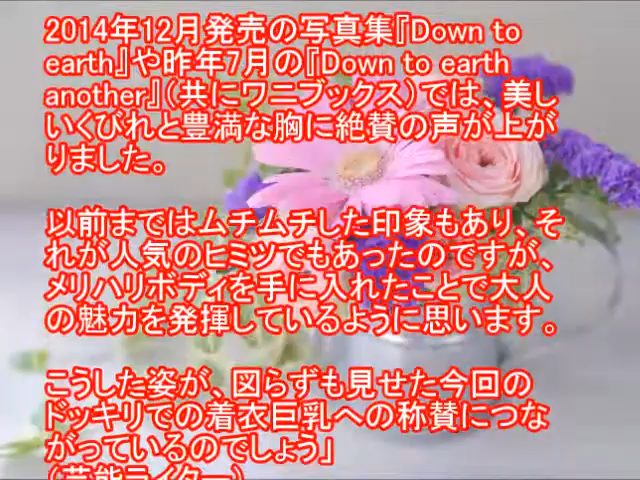 2014年12月発売の写真集『Down to
earth』や昨年7月の『Down to earth
another』（共にワニブックス）では、美し
いくびれと豊満な胸に絶賛の声が上が
りました。
以前まではムチムチした印象もあり、そ
れが人気のヒミツでもあったのですが、
メリハリボディを手に入れたことで大人
の魅力を発揮しているように思います。
こうした姿が、図らずも見せた今回の
ドッキリでの着衣巨乳への称賛につな
がっているのでしょう」
（芸能ライター）